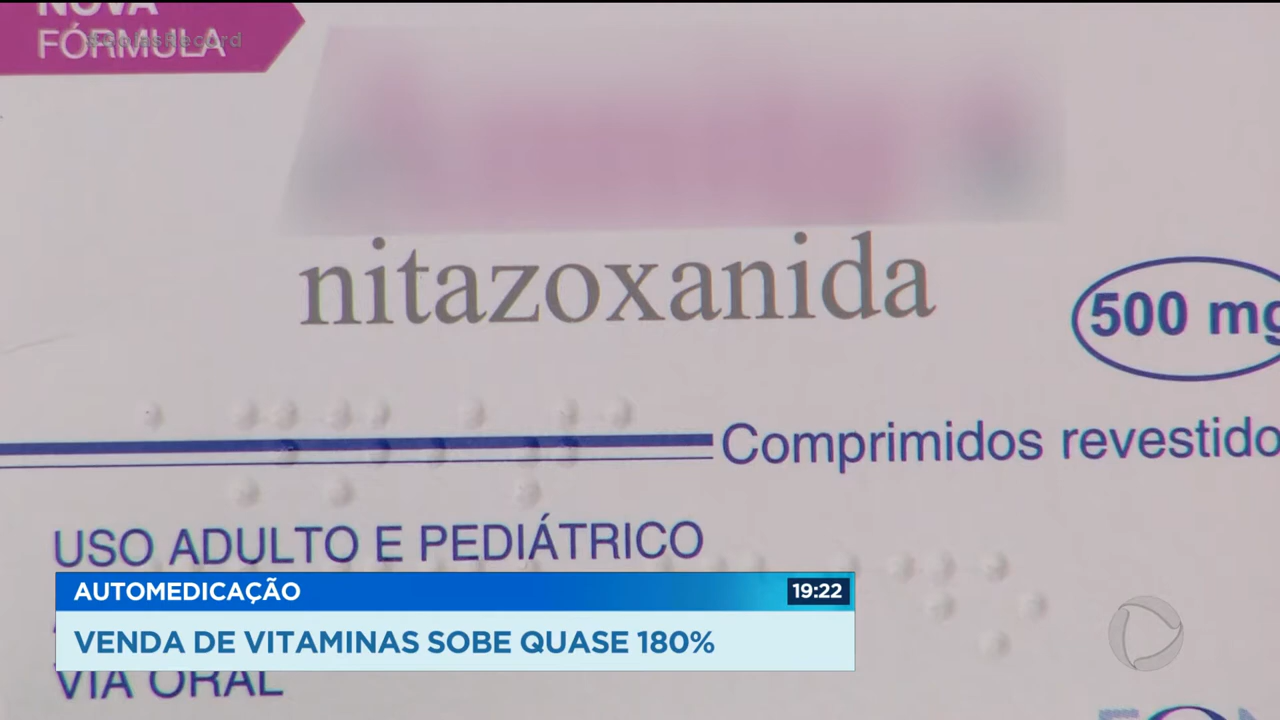 NOVA
FÓRMULA
#GoiásRecord
nitazoxanida
500 mg
Comprimidos revestido
USO ADULTO E PEDIÁTRICO
AUTOMEDICAÇÃO
19:22
VENDA DE VITAMINAS SOBE QUASE 180%
VIA ORAL